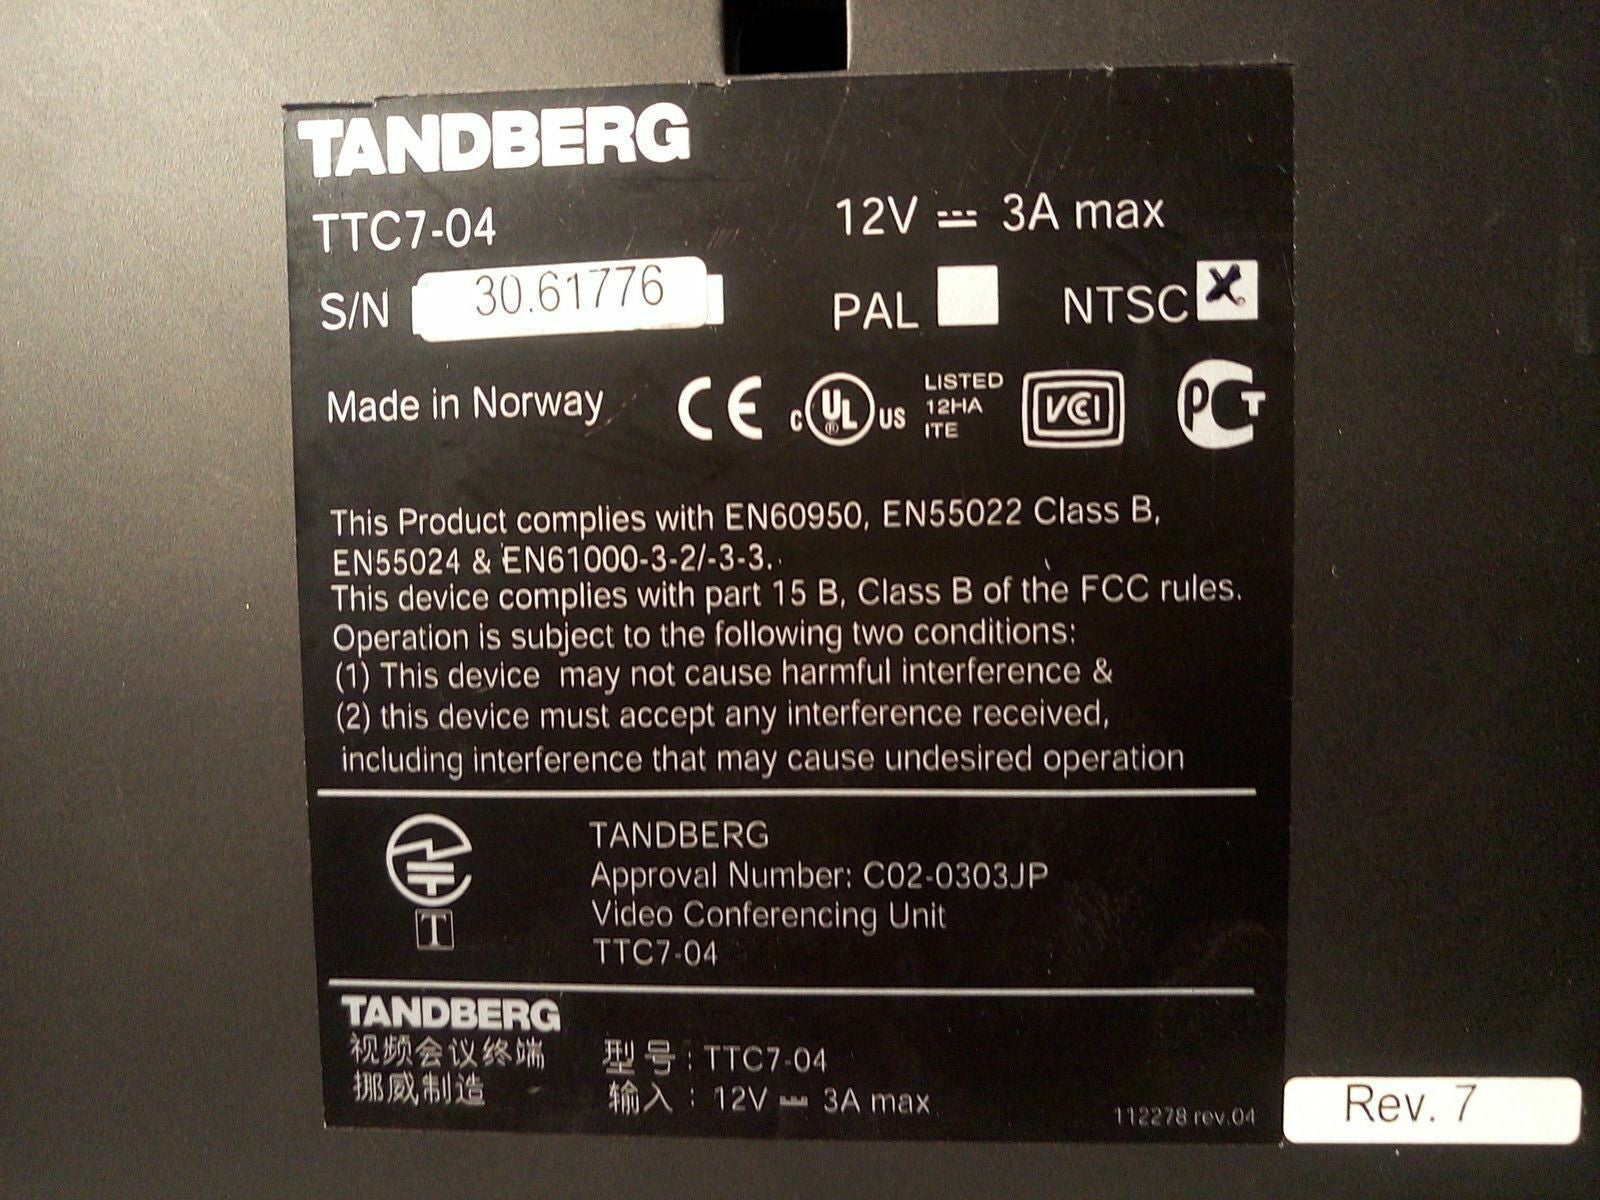 TANDBERG
TTC7-04 12V ⎓ 3A max
S/N 30.61776 PAL NTSC X
Made in Norway CE c UL us LISTED 12HA ITE VCCI PCT
This Product complies with EN60950, EN55022 Class B,
EN55024 & EN61000-3-2/-3-3.
This device complies with part 15 B, Class B of the FCC rules.
Operation is subject to the following two conditions:
(1) This device may not cause harmful interference &
(2) this device must accept any interference received,
including interference that may cause undesired operation
T
TANDBERG
Approval Number: C02-0303JP
Video Conferencing Unit
TTC7-04
TANDBERG
视频会议终端 型号: TTC7-04
挪威制造 输入: 12V ⎓ 3A max
112278 rev.04
Rev. 7